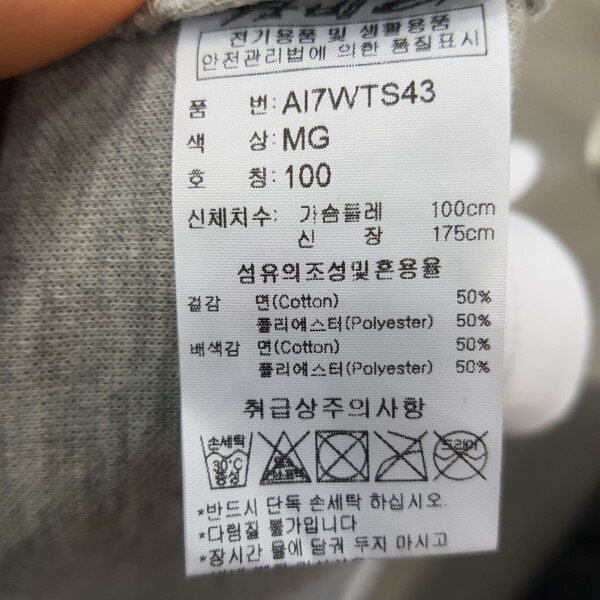 전기용품 및 생활용품
안전관리법에 의한 품질표시
품 번: AI7WTS43
색 상: MG
호 칭: 100
신체치수: 가슴둘레 100cm
신 장 175cm
섬유의조성및혼용율
겉감 면(Cotton) 50%
폴리에스터(Polyester) 50%
배색감 면(Cotton) 50%
폴리에스터(Polyester) 50%
취급상주의사항
손세탁
30℃
중성
드라이
*반드시 단독 손세탁 하십시오.
*다림질 불가입니다
*장시간 물에 담궈 두지 마시고